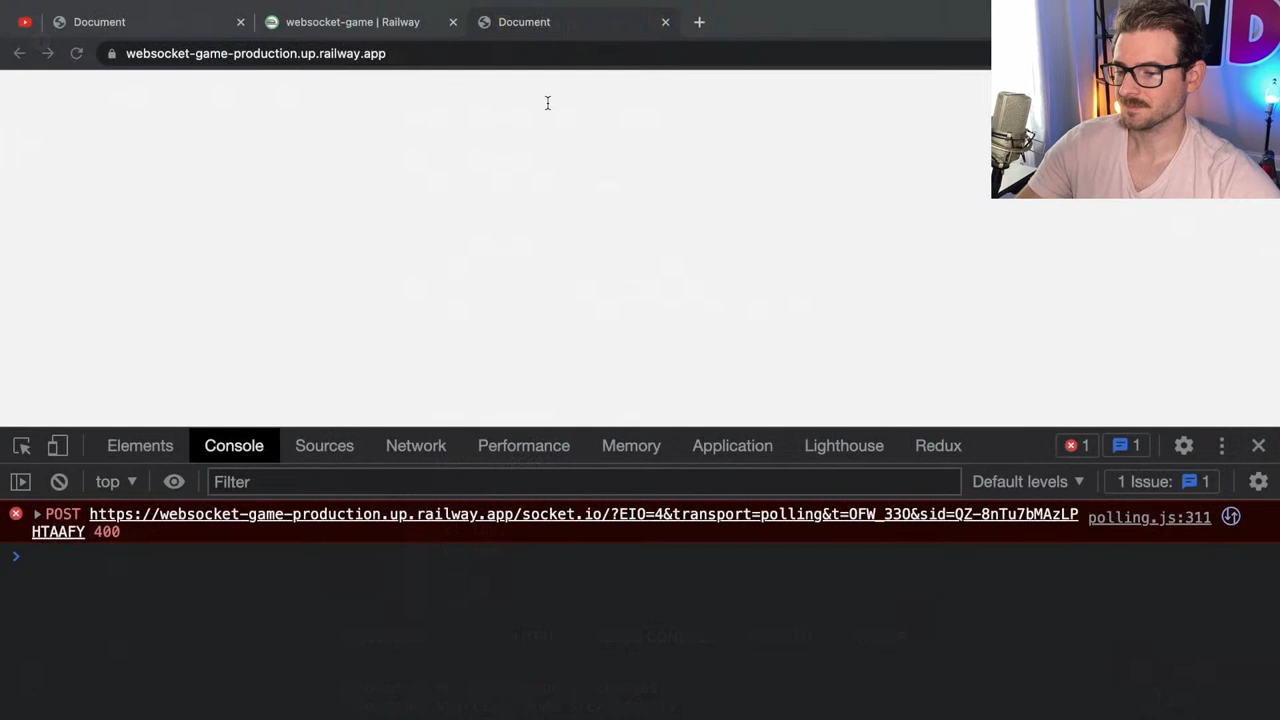 Document
websocket-game | Railway
Document
websocket-game-production.up.railway.app
Elements
Console
Sources
Network
Performance
Memory
Application
Lighthouse
Redux
1
1
top
Filter
Default levels
1 Issue:
1
POST https://websocket-game-production.up.railway.app/socket.io/?EIO=4&transport=polling&t=OFW_33O&sid=QZ-8nTu7bMAzLP
HTAAFY 400
polling.js:311